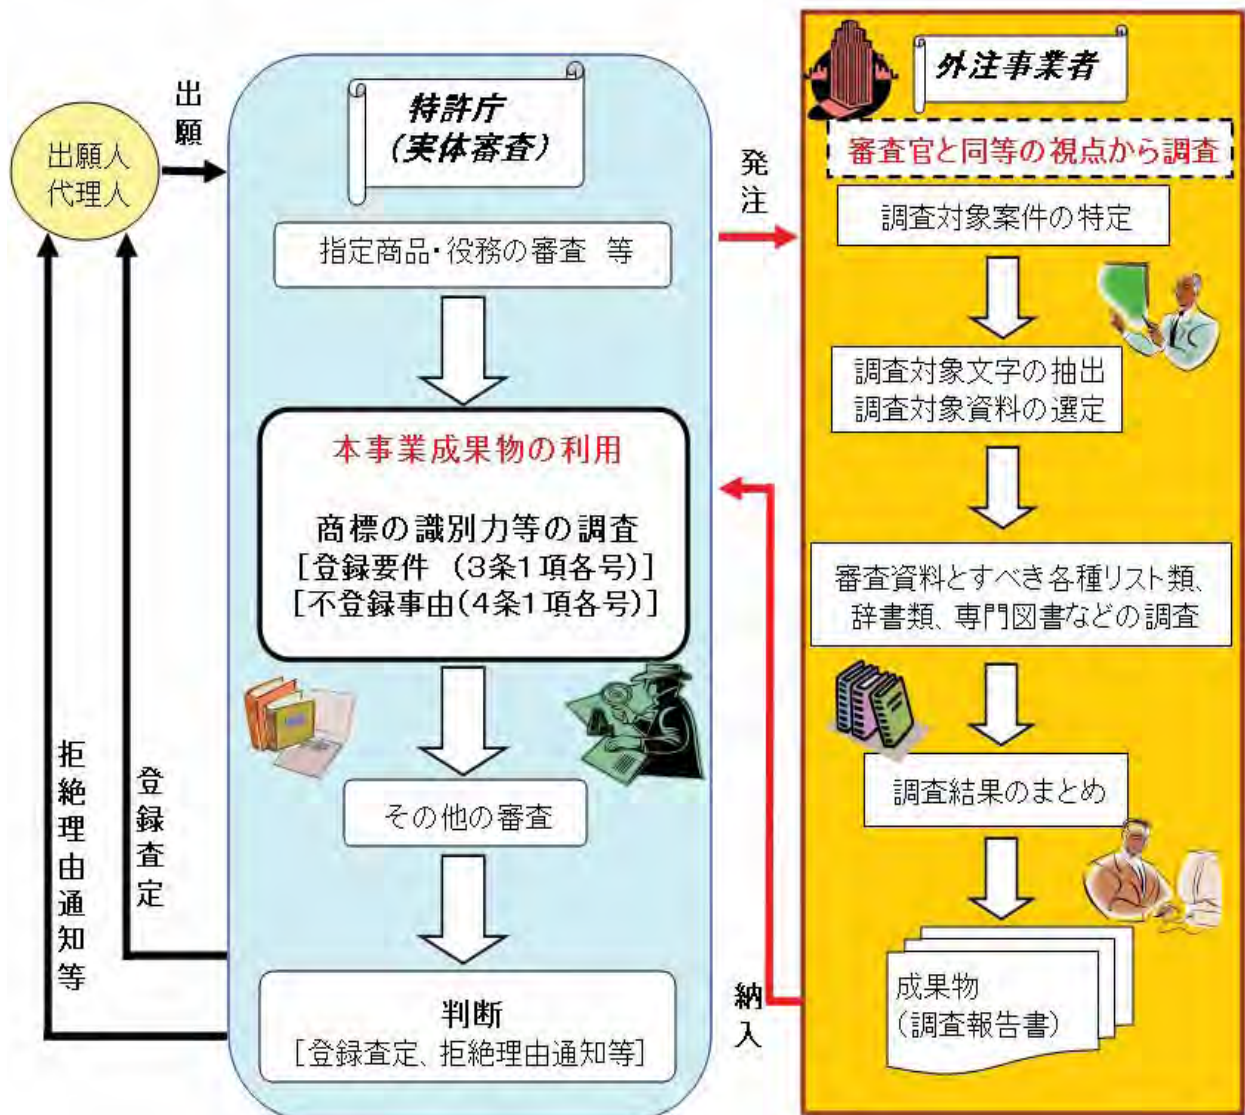 出願人
代理人
出願
特許庁
(実体審査)
指定商品・役務の審査 等
本事業成果物の利用
商標の識別力等の調査
[登録要件 (3条1項各号)]
[不登録事由(4条1項各号)]
その他の審査
判断
[登録査定、拒絶理由通知等]
拒絶理由通知等
登録査定
発注
納入
外注事業者
審査官と同等の視点から調査
調査対象案件の特定
調査対象文字の抽出
調査対象資料の選定
審査資料とすべき各種リスト類、
辞書類、専門図書などの調査
調査結果のまとめ
成果物
(調査報告書)